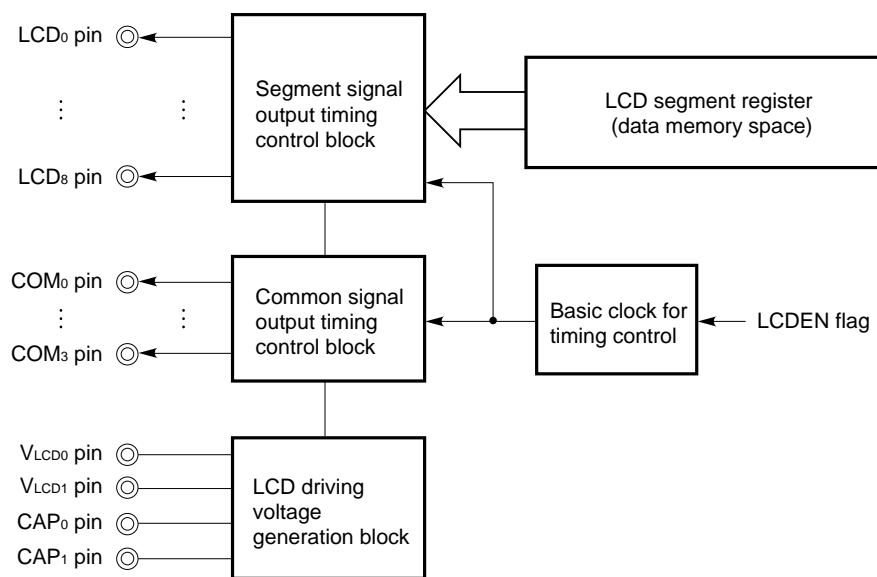 LCD₀ pin
⋮ ⋮
LCD₈ pin
Segment signal
output timing
control block
LCD segment register
(data memory space)
COM₀ pin
⋮ ⋮
COM₃ pin
Common signal
output timing
control block
Basic clock for
timing control
LCDEN flag
VLCD0 pin
VLCD1 pin
CAP₀ pin
CAP₁ pin
LCD driving
voltage
generation block